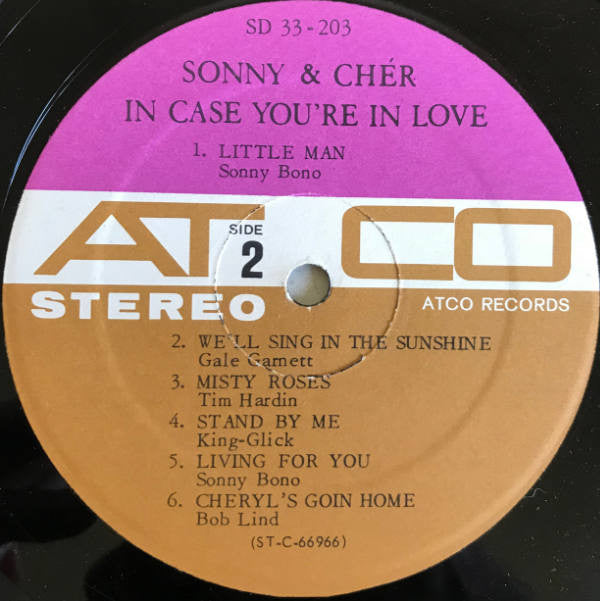 SD 33-203
SONNY & CHÉR
IN CASE YOU'RE IN LOVE
1. LITTLE MAN
Sonny Bono
ATCO
SIDE
2
STEREO
ATCO RECORDS
2. WE'LL SING IN THE SUNSHINE
Gale Garnett
3. MISTY ROSES
Tim Hardin
4. STAND BY ME
King-Glick
5. LIVING FOR YOU
Sonny Bono
6. CHERYL'S GOIN HOME
Bob Lind
(ST-C-66966)